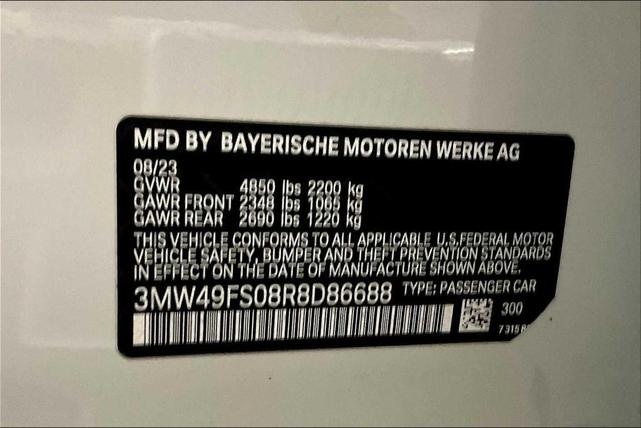 MFD BY BAYERISCHE MOTOREN WERKE AG
08/23
GVWR 4850 lbs 2200 kg
GAWR FRONT 2348 lbs 1065 kg
GAWR REAR 2690 lbs 1220 kg
THIS VEHICLE CONFORMS TO ALL APPLICABLE U.S.FEDERAL MOTOR
VEHICLE SAFETY, BUMPER AND THEFT PREVENTION STANDARDS
IN EFFECT ON THE DATE OF MANUFACTURE SHOWN ABOVE.
3MW49FS08R8D86688 TYPE: PASSENGER CAR
300